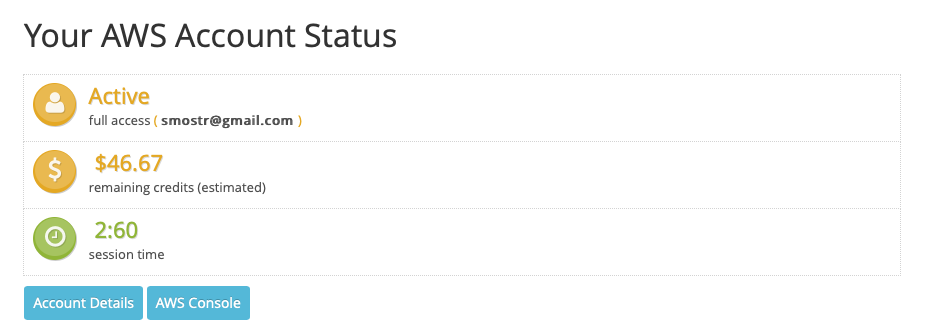 Your AWS Account Status
Active
full access ( smostr@gmail.com )
$46.67
remaining credits (estimated)
2:60
session time
Account Details AWS Console